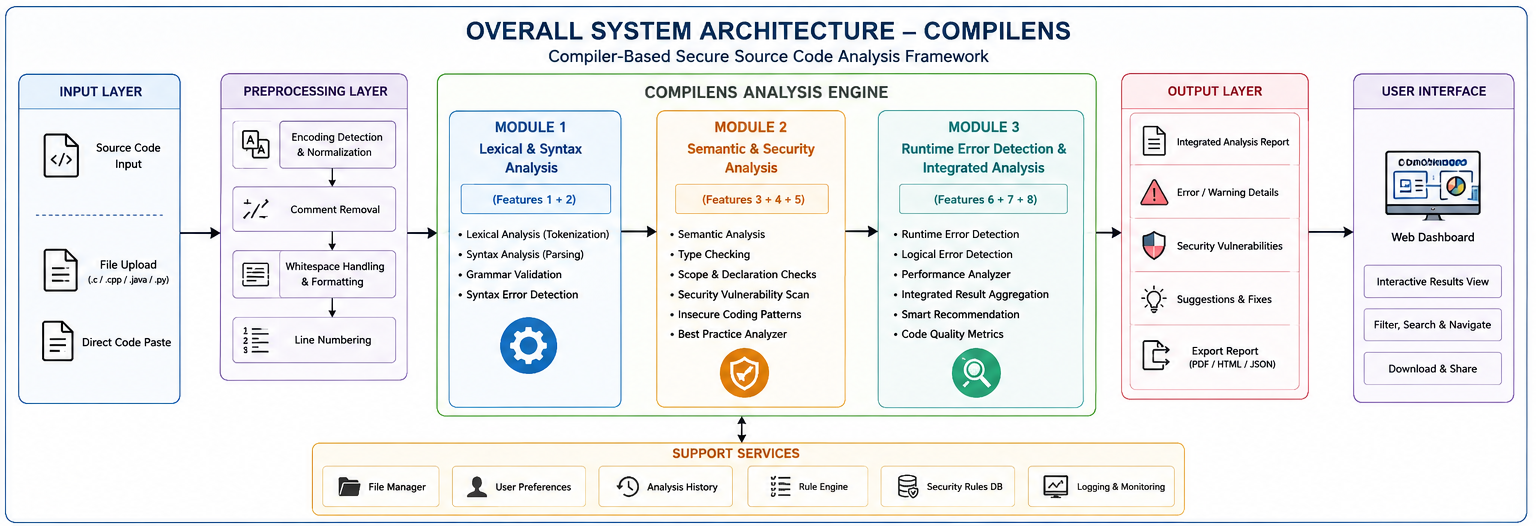 OVERALL SYSTEM ARCHITECTURE – COMPILENS
Compiler-Based Secure Source Code Analysis Framework
INPUT LAYER
</>
Source Code
Input
File Upload
(.c / .cpp / .java / .py)
Direct Code Paste
PREPROCESSING LAYER
A
A
Encoding Detection
& Normalization
Comment Removal
Whitespace Handling
& Formatting
1
2
3
Line Numbering
COMPILENS ANALYSIS ENGINE
MODULE 1
Lexical & Syntax
Analysis
(Features 1 + 2)
• Lexical Analysis (Tokenization)
• Syntax Analysis (Parsing)
• Grammar Validation
• Syntax Error Detection
MODULE 2
Semantic & Security
Analysis
(Features 3 + 4 + 5)
• Semantic Analysis
• Type Checking
• Scope & Declaration Checks
• Security Vulnerability Scan
• Insecure Coding Patterns
• Best Practice Analyzer
MODULE 3
Runtime Error Detection &
Integrated Analysis
(Features 6 + 7 + 8)
• Runtime Error Detection
• Logical Error Detection
• Performance Analyzer
• Integrated Result Aggregation
• Smart Recommendation
• Code Quality Metrics
OUTPUT LAYER
Integrated Analysis Report
Error / Warning Details
Security Vulnerabilities
Suggestions & Fixes
Export Report
(PDF / HTML / JSON)
USER INTERFACE
Web Dashboard
Interactive Results View
Filter, Search & Navigate
Download & Share
SUPPORT SERVICES
File Manager
User Preferences
Analysis History
Rule Engine
Security Rules DB
Logging & Monitoring